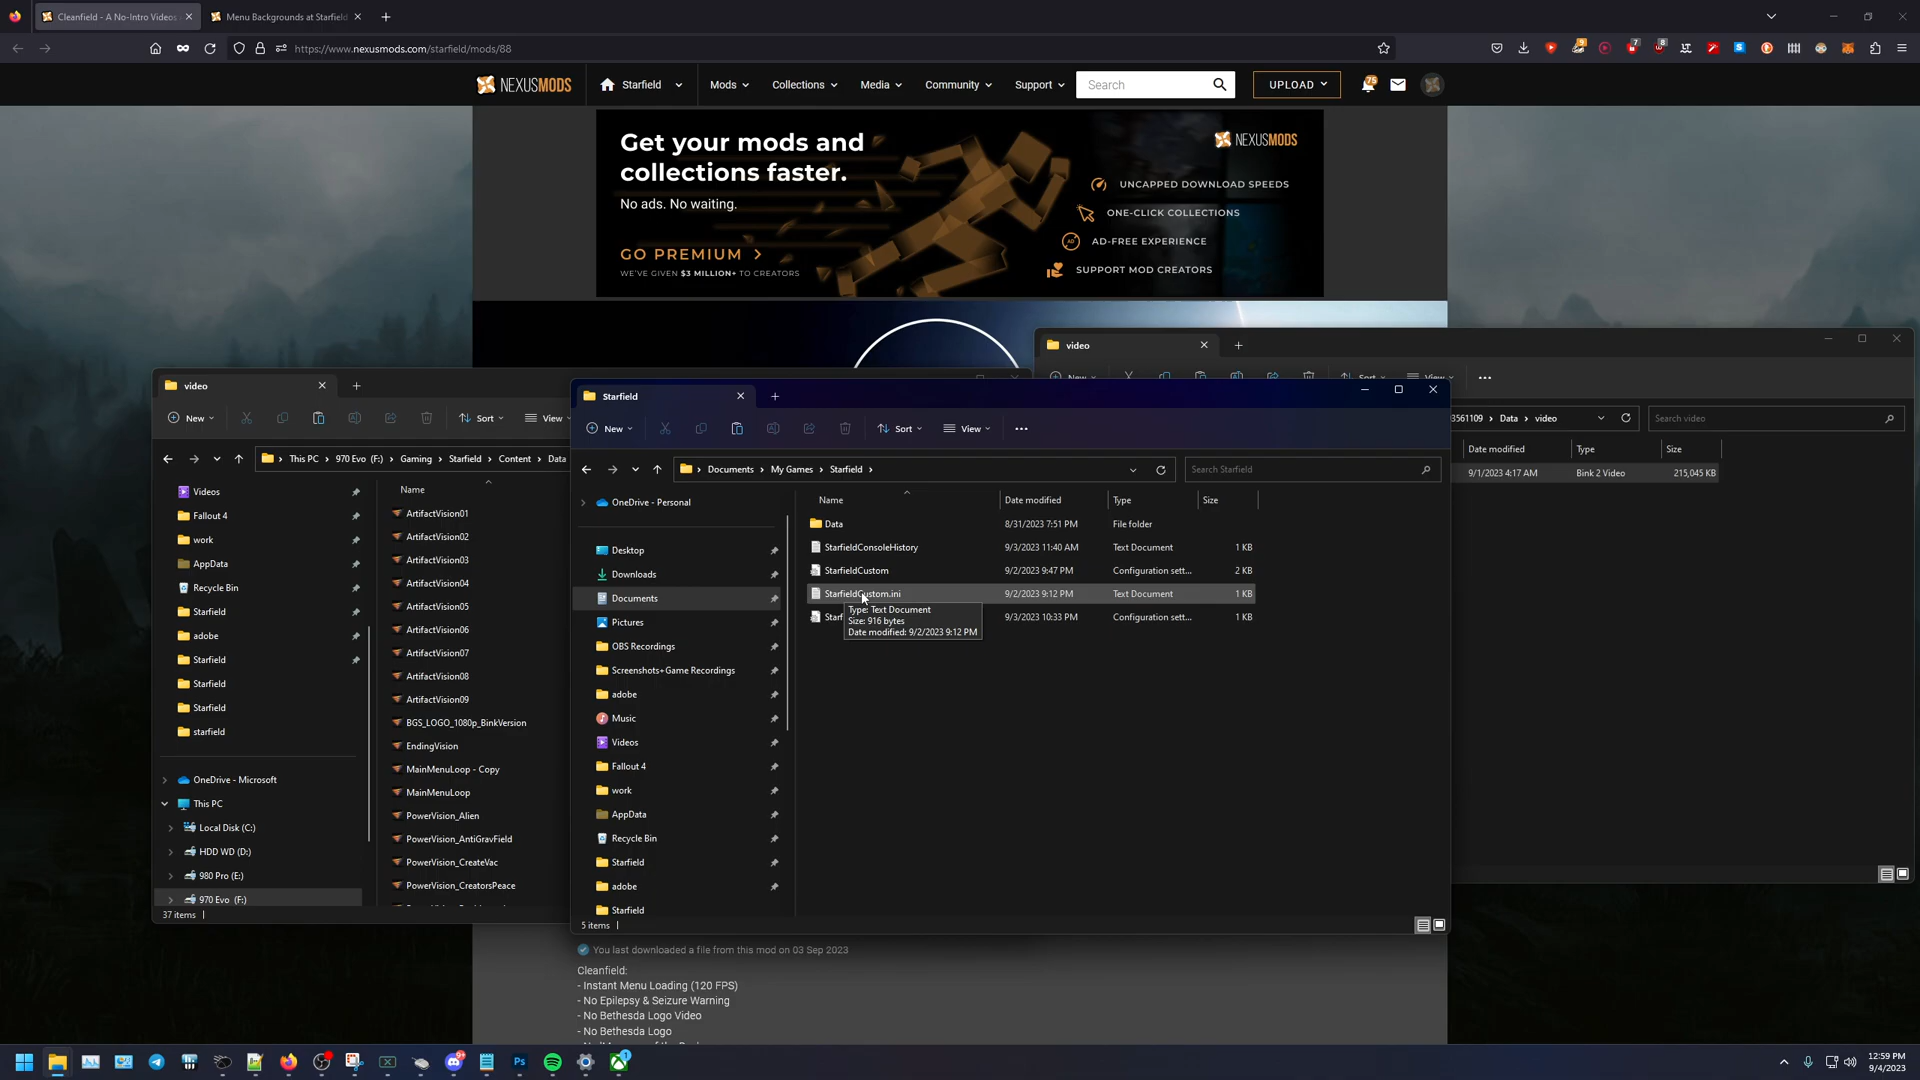 Cleanfield - A No-Intro Videos
Menu Backgrounds at Starfield
https://www.nexusmods.com/starfield/mods/88
9
7
8
NEXUSMODS
Starfield
Mods
Collections
Media
Community
Support
Search
UPLOAD
75
Get your mods and
collections faster.
No ads. No waiting.
GO PREMIUM >
WE'VE GIVEN $3 MILLION+ TO CREATORS
NEXUSMODS
UNCAPPED DOWNLOAD SPEEDS
ONE-CLICK COLLECTIONS
AD-FREE EXPERIENCE
SUPPORT MOD CREATORS
video
New
Sort
View
3561109 > Data > video
Search video
Date modified
Type
Size
9/1/2023 4:17 AM
Bink 2 Video
215,045 KB
video
New
Sort
View
This PC > 970 Evo (F:) > Gaming > Starfield > Content > Data
Videos
Fallout 4
work
AppData
Recycle Bin
Starfield
adobe
Starfield
Starfield
Starfield
starfield
OneDrive - Microsoft
This PC
Local Disk (C:)
HDD WD (D:)
980 Pro (E:)
970 Evo (F:)
37 items
Name
ArtifactVision01
ArtifactVision02
ArtifactVision03
ArtifactVision04
ArtifactVision05
ArtifactVision06
ArtifactVision07
ArtifactVision08
ArtifactVision09
BGS_LOGO_1080p_BinkVersion
EndingVision
MainMenuLoop - Copy
MainMenuLoop
PowerVision_Alien
PowerVision_AntiGravField
PowerVision_CreateVac
PowerVision_CreatorsPeace
Starfield
New
Sort
View
Documents > My Games > Starfield >
Search Starfield
OneDrive - Personal
Desktop
Downloads
Documents
Pictures
OBS Recordings
Screenshots+Game Recordings
adobe
Music
Videos
Fallout 4
work
AppData
Recycle Bin
Starfield
adobe
Starfield
5 items
Name
Date modified
Type
Size
Data
8/31/2023 7:51 PM
File folder
StarfieldConsoleHistory
9/3/2023 11:40 AM
Text Document
1 KB
StarfieldCustom
9/2/2023 9:47 PM
Configuration sett...
2 KB
StarfieldCustom.ini
9/2/2023 9:12 PM
Text Document
1 KB
Starf
9/3/2023 10:33 PM
Configuration sett...
1 KB
Type: Text Document
Size: 916 bytes
Date modified: 9/2/2023 9:12 PM
You last downloaded a file from this mod on 03 Sep 2023
Cleanfield:
- Instant Menu Loading (120 FPS)
- No Epilepsy & Seizure Warning
- No Bethesda Logo Video
- No Bethesda Logo
12:59 PM
9/4/2023